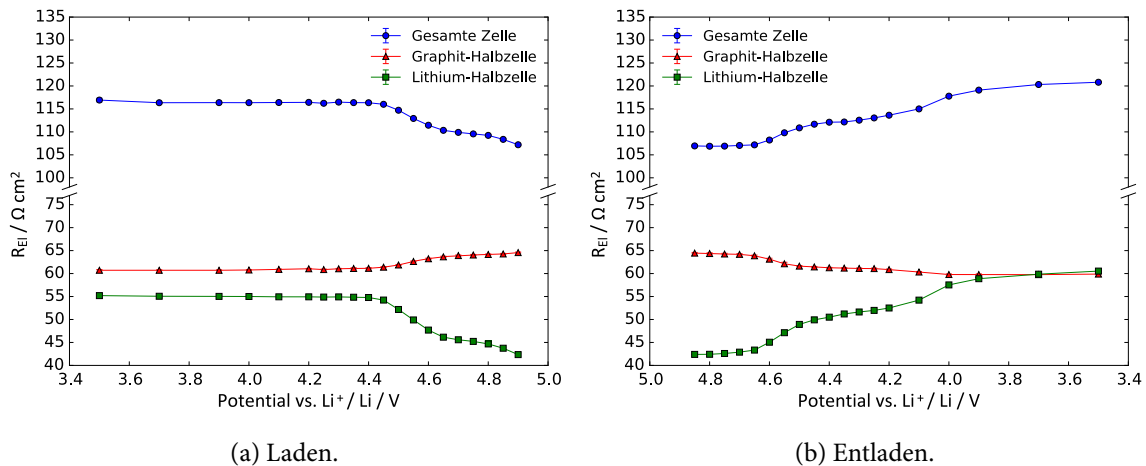 135
130
125
120
115
110
105
100
75
70
65
60
55
50
45
40
R_El / Ω cm²
Gesamte Zelle
Graphit-Halbzelle
Lithium-Halbzelle
3.4 3.6 3.8 4.0 4.2 4.4 4.6 4.8 5.0
Potential vs. Li⁺ / Li / V
(a) Laden.
135
130
125
120
115
110
105
100
75
70
65
60
55
50
45
40
R_El / Ω cm²
Gesamte Zelle
Graphit-Halbzelle
Lithium-Halbzelle
5.0 4.8 4.6 4.4 4.2 4.0 3.8 3.6 3.4
Potential vs. Li⁺ / Li / V
(b) Entladen.